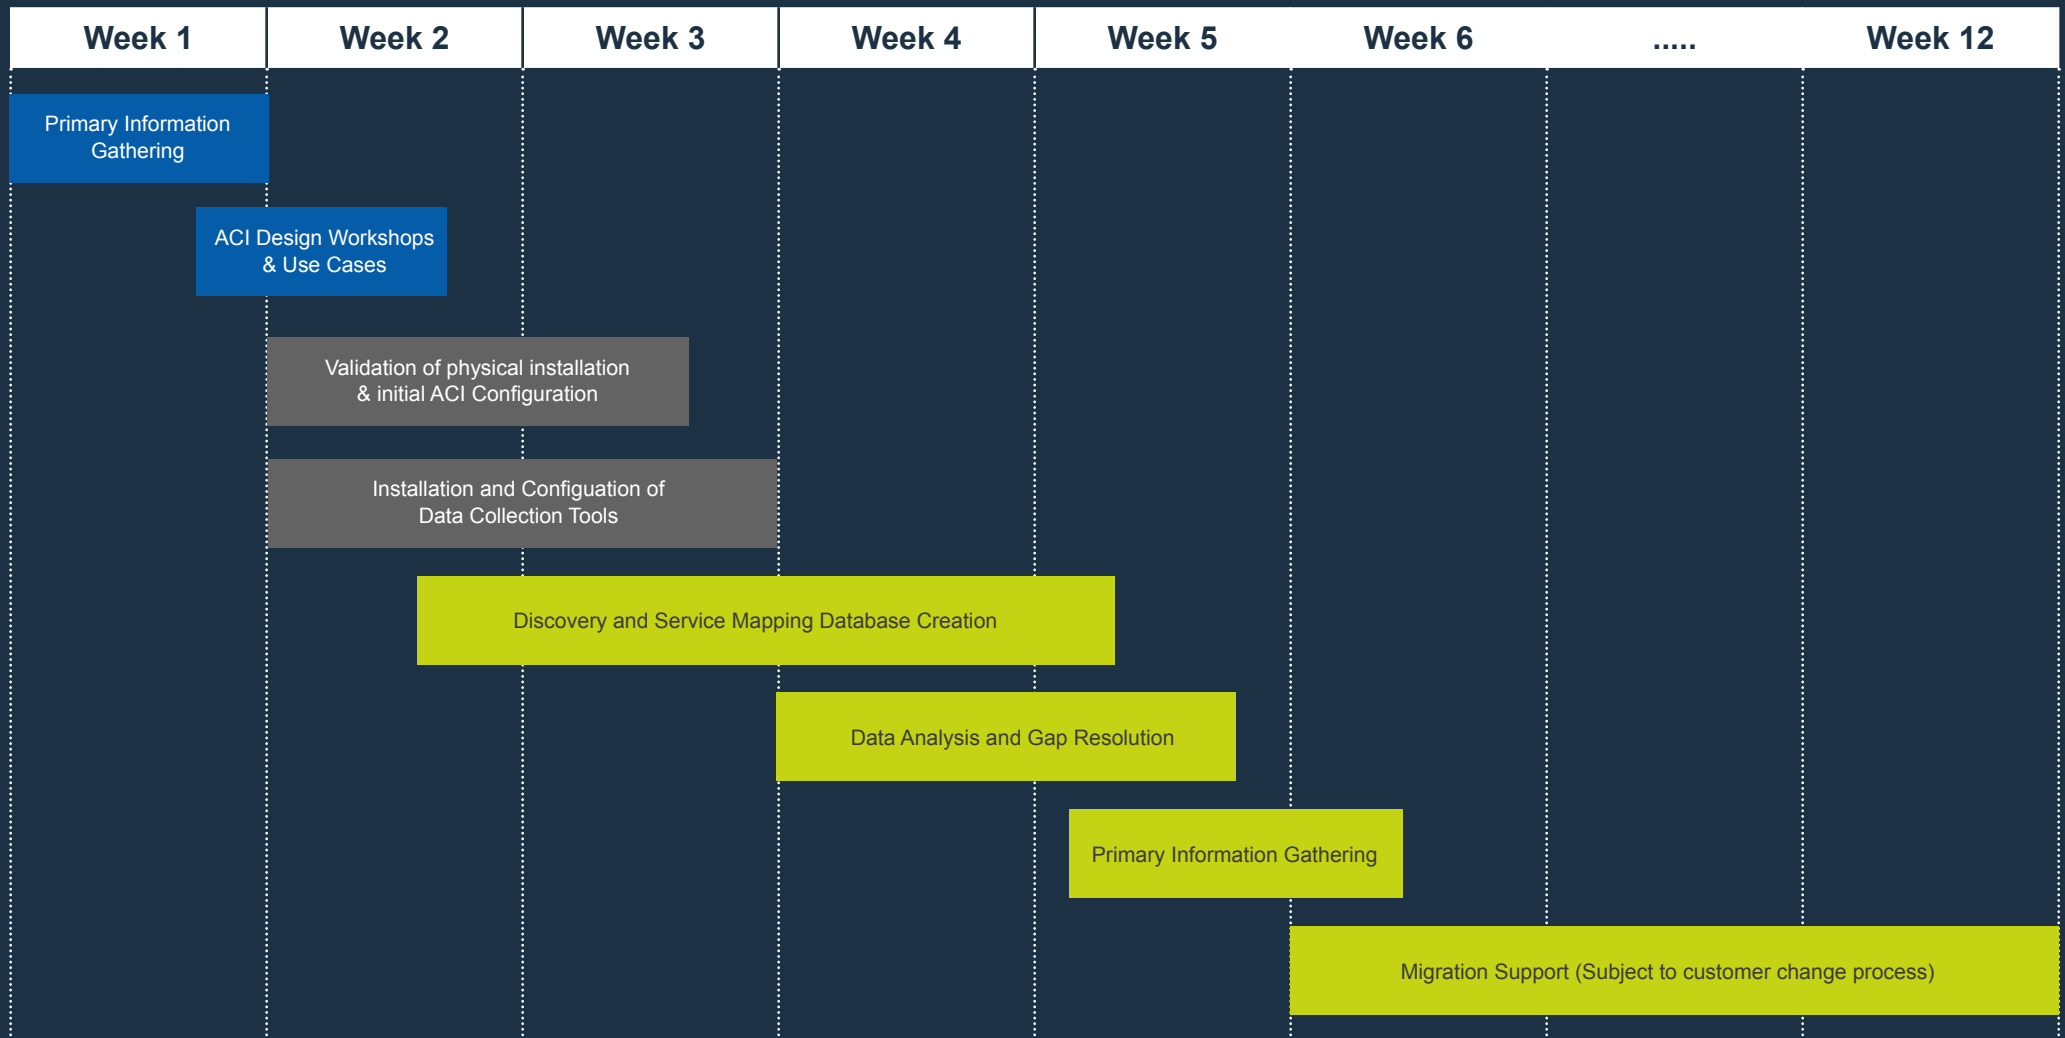 Week 1
Week 2
Week 3
Week 4
Week 5
Week 6
.....
Week 12
Primary Information
Gathering
ACI Design Workshops
& Use Cases
Validation of physical installation
& initial ACI Configuration
Installation and Configuation of
Data Collection Tools
Discovery and Service Mapping Database Creation
Data Analysis and Gap Resolution
Primary Information Gathering
Migration Support (Subject to customer change process)